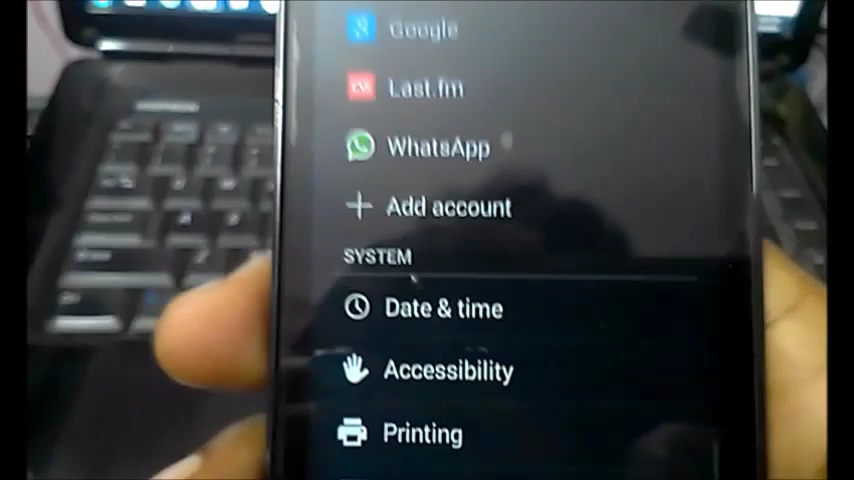 Google
Last.fm
WhatsApp
Add account
SYSTEM
Date & time
Accessibility
Printing